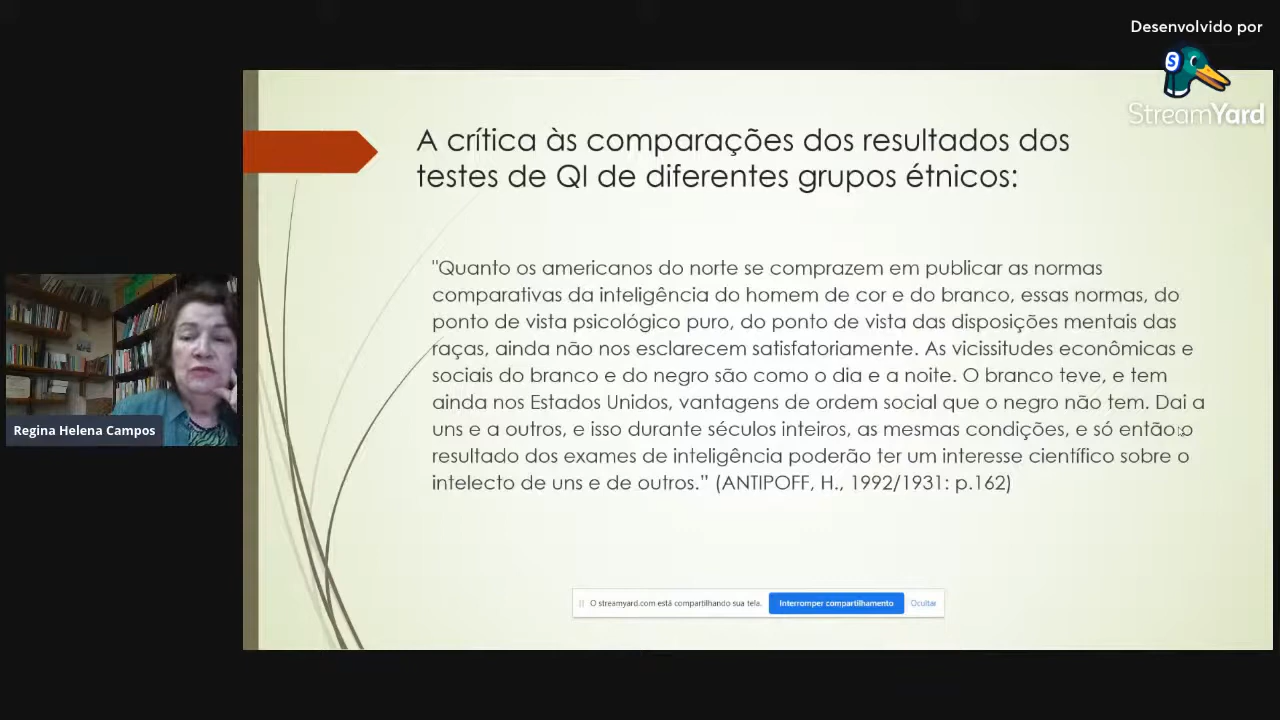 Desenvolvido por
StreamYard
A crítica às comparações dos resultados dos
testes de QI de diferentes grupos étnicos:
"Quanto os americanos do norte se comprazem em publicar as normas
comparativas da inteligência do homem de cor e do branco, essas normas, do
ponto de vista psicológico puro, do ponto de vista das disposições mentais das
raças, ainda não nos esclarecem satisfatoriamente. As vicissitudes econômicas e
sociais do branco e do negro são como o dia e a noite. O branco teve, e tem
ainda nos Estados Unidos, vantagens de ordem social que o negro não tem. Dai a
uns e a outros, e isso durante séculos inteiros, as mesmas condições, e só então o
resultado dos exames de inteligência poderão ter um interesse científico sobre o
intelecto de uns e de outros.” (ANTIPOFF, H., 1992/1931: p.162)
Regina Helena Campos
O streamyard.com está compartilhando sua tela. Interromper compartilhamento Ocultar